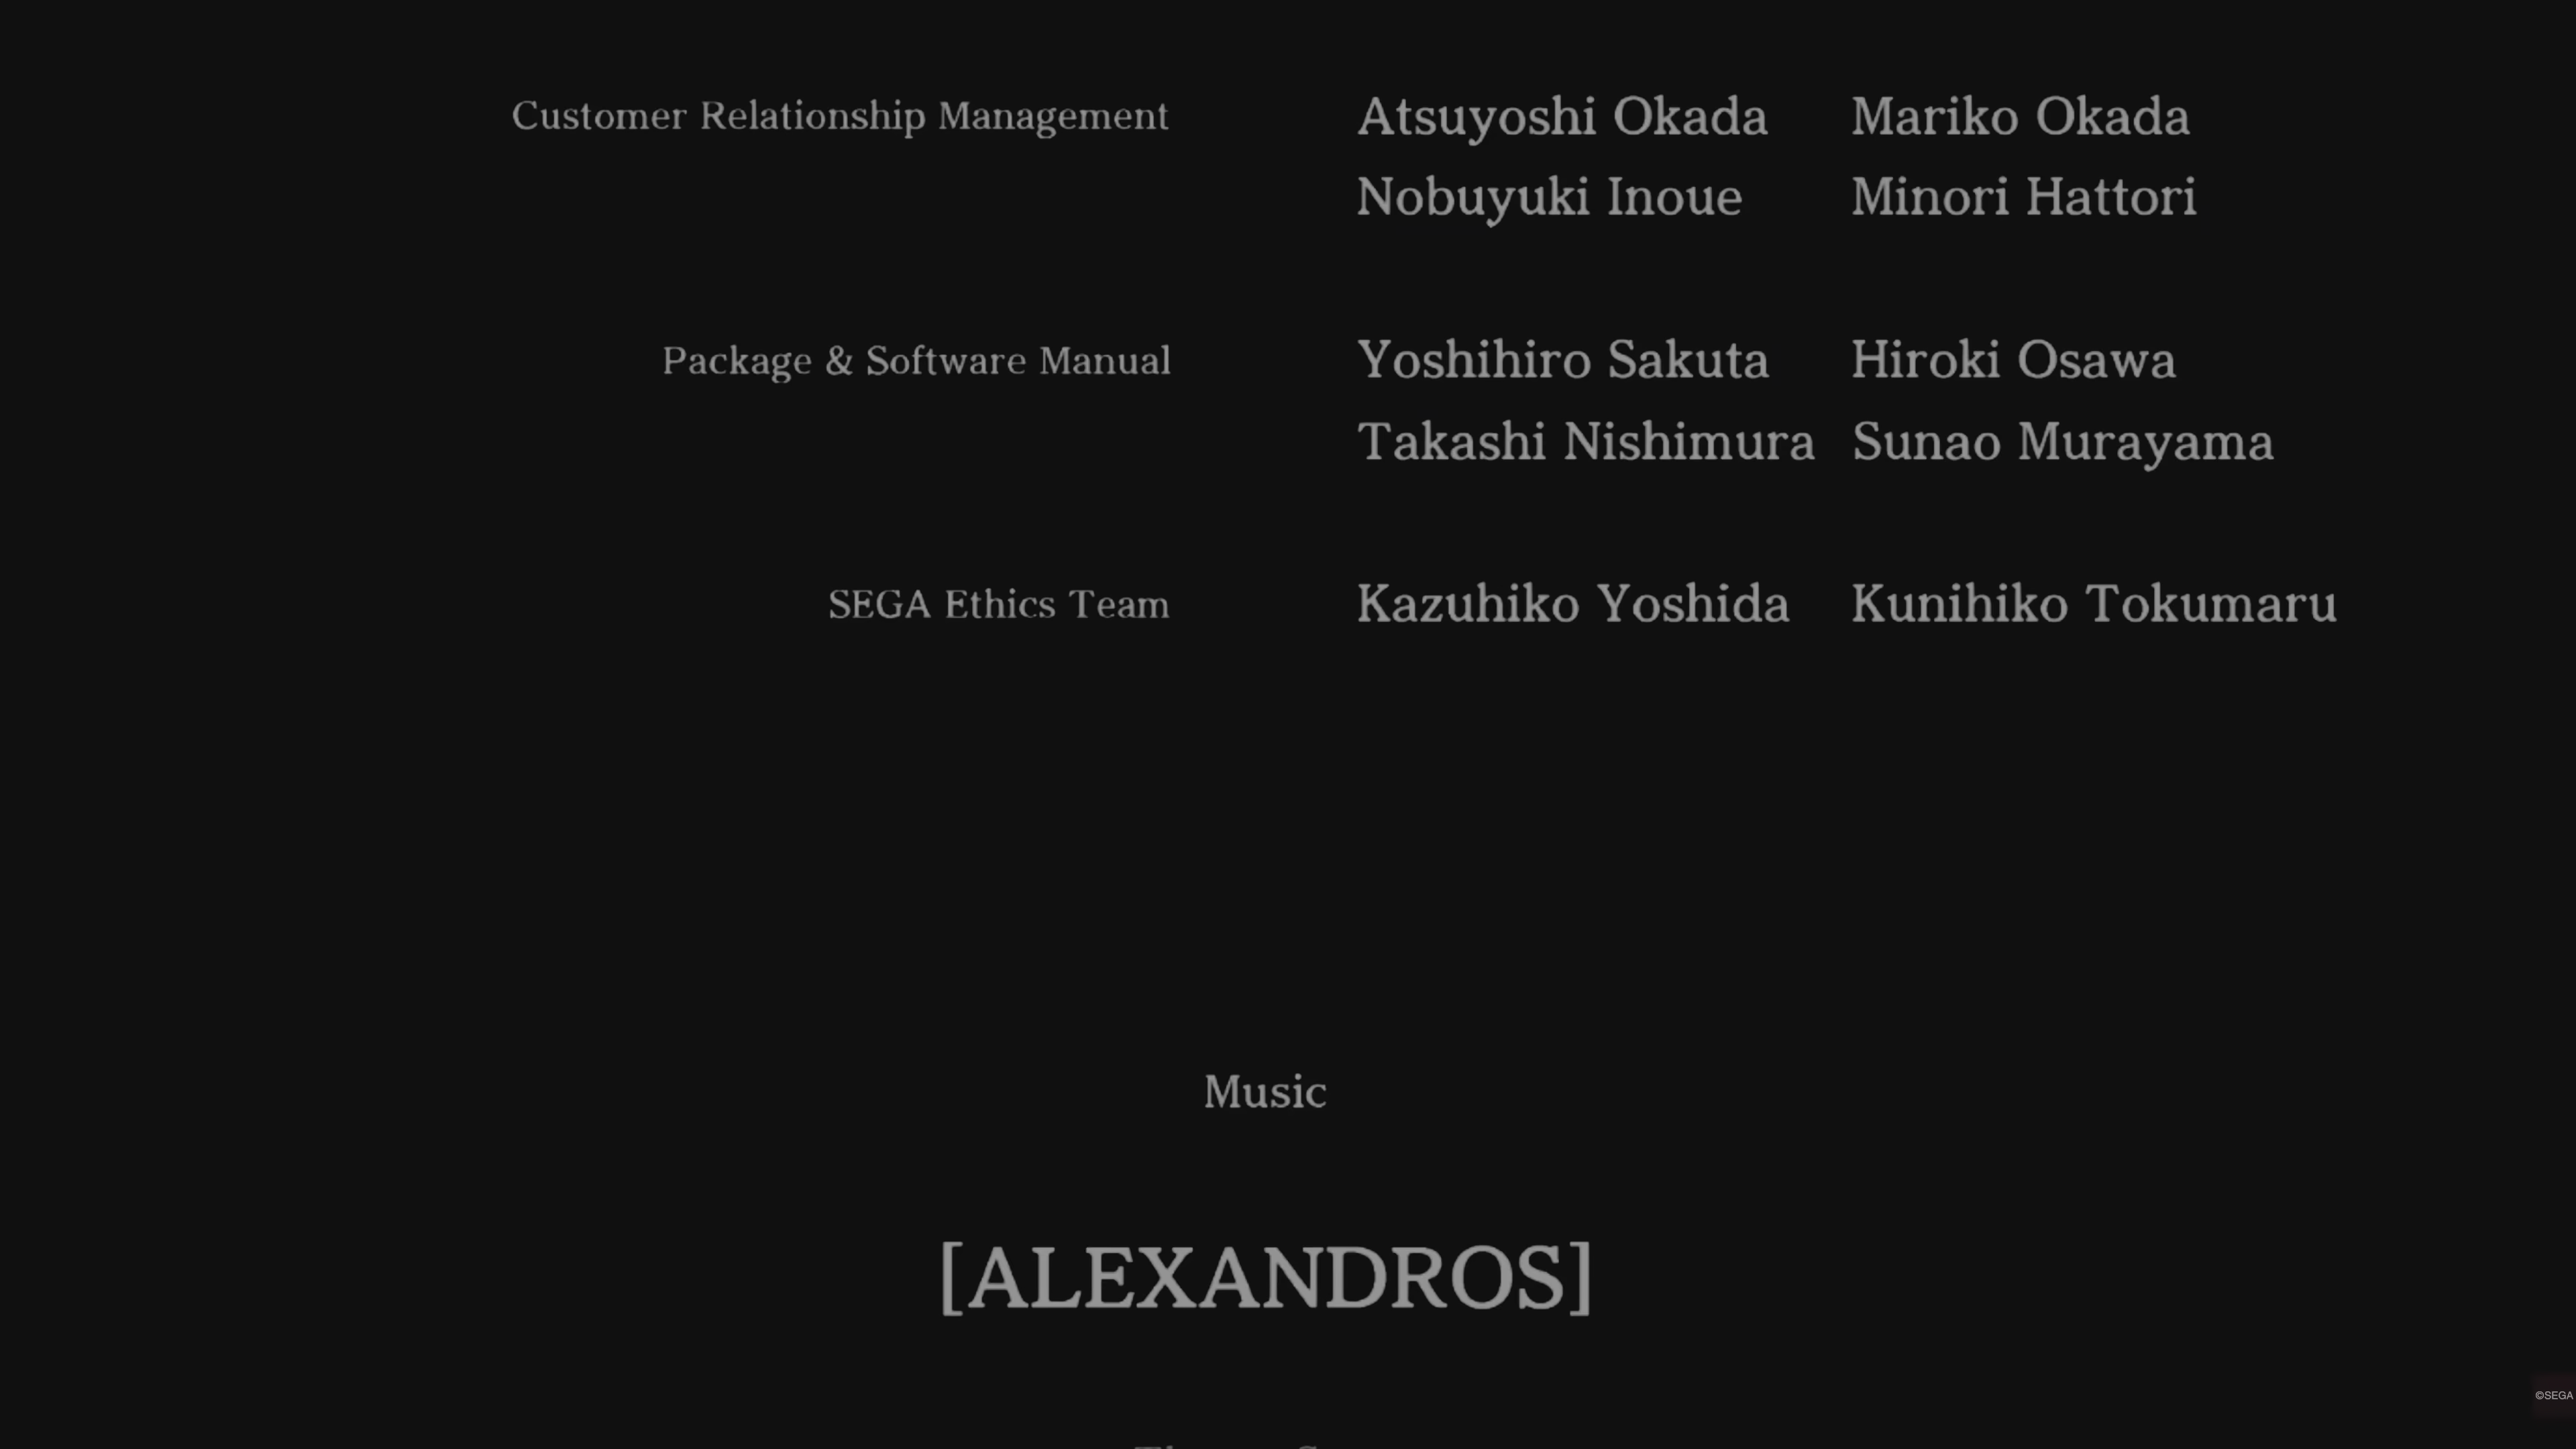 Customer Relationship Management Atsuyoshi Okada Mariko Okada
Nobuyuki Inoue Minori Hattori
Package & Software Manual Yoshihiro Sakuta Hiroki Osawa
Takashi Nishimura Sunao Murayama
SEGA Ethics Team Kazuhiko Yoshida Kunihiko Tokumaru
Music
[ALEXANDROS]
©SEGA